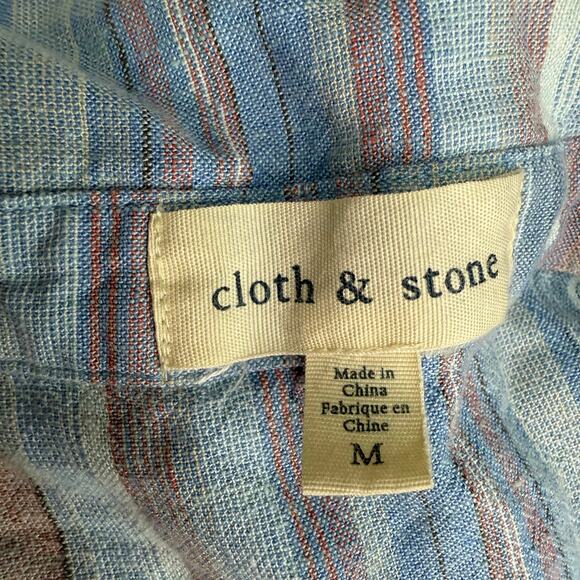 cloth & stone
Made in
China
Fabrique en
Chine
M